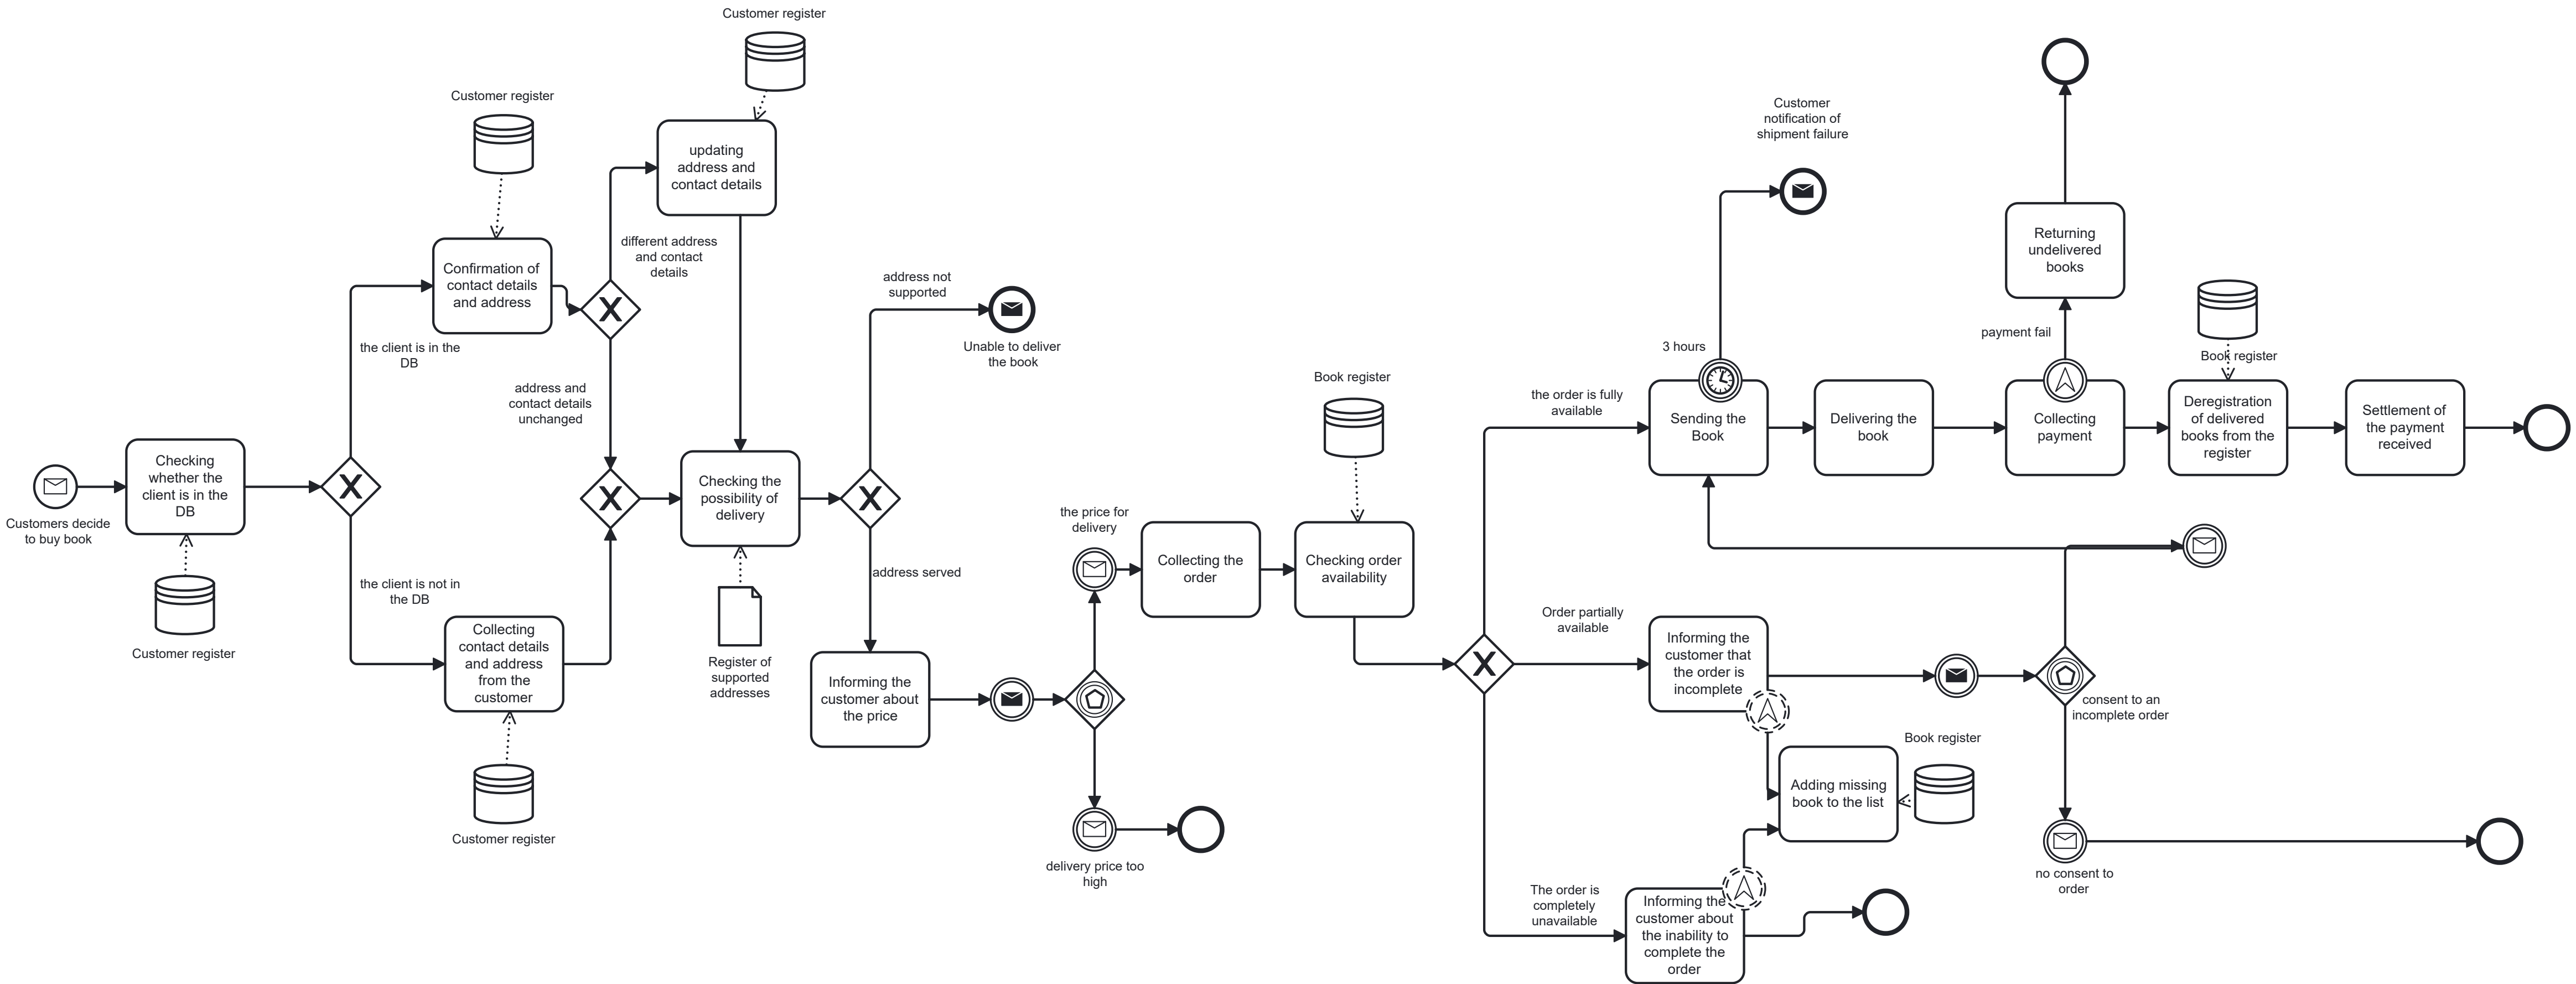 Customer register
Customer register
updating
address and
contact details
Confirmation of
contact details
and address
different address
and contact
details
the client is in the
DB
address and
contact details
unchanged
Checking
whether the
client is in the
DB
Customers decide
to buy book
Customer register
the client is not in
the DB
Collecting
contact details
and address
from the
customer
Customer register
Checking the
possibility of
delivery
Register of
supported
addresses
address not
supported
Unable to deliver
the book
address served
Informing the
customer about
the price
the price for
delivery
delivery price too
high
Collecting the
order
Book register
Checking order
availability
the order is fully
available
Order partially
available
The order is
completely
unavailable
3 hours
Customer
notification of
shipment failure
Sending the
Book
Delivering the
book
payment fail
Collecting
payment
Returning
undelivered
books
Book register
Deregistration
of delivered
books from the
register
Settlement of
the payment
received
Informing the
customer that
the order is
incomplete
consent to an
incomplete order
Book register
Adding missing
book to the list
no consent to
order
Informing the
customer about
the inability to
complete the
order